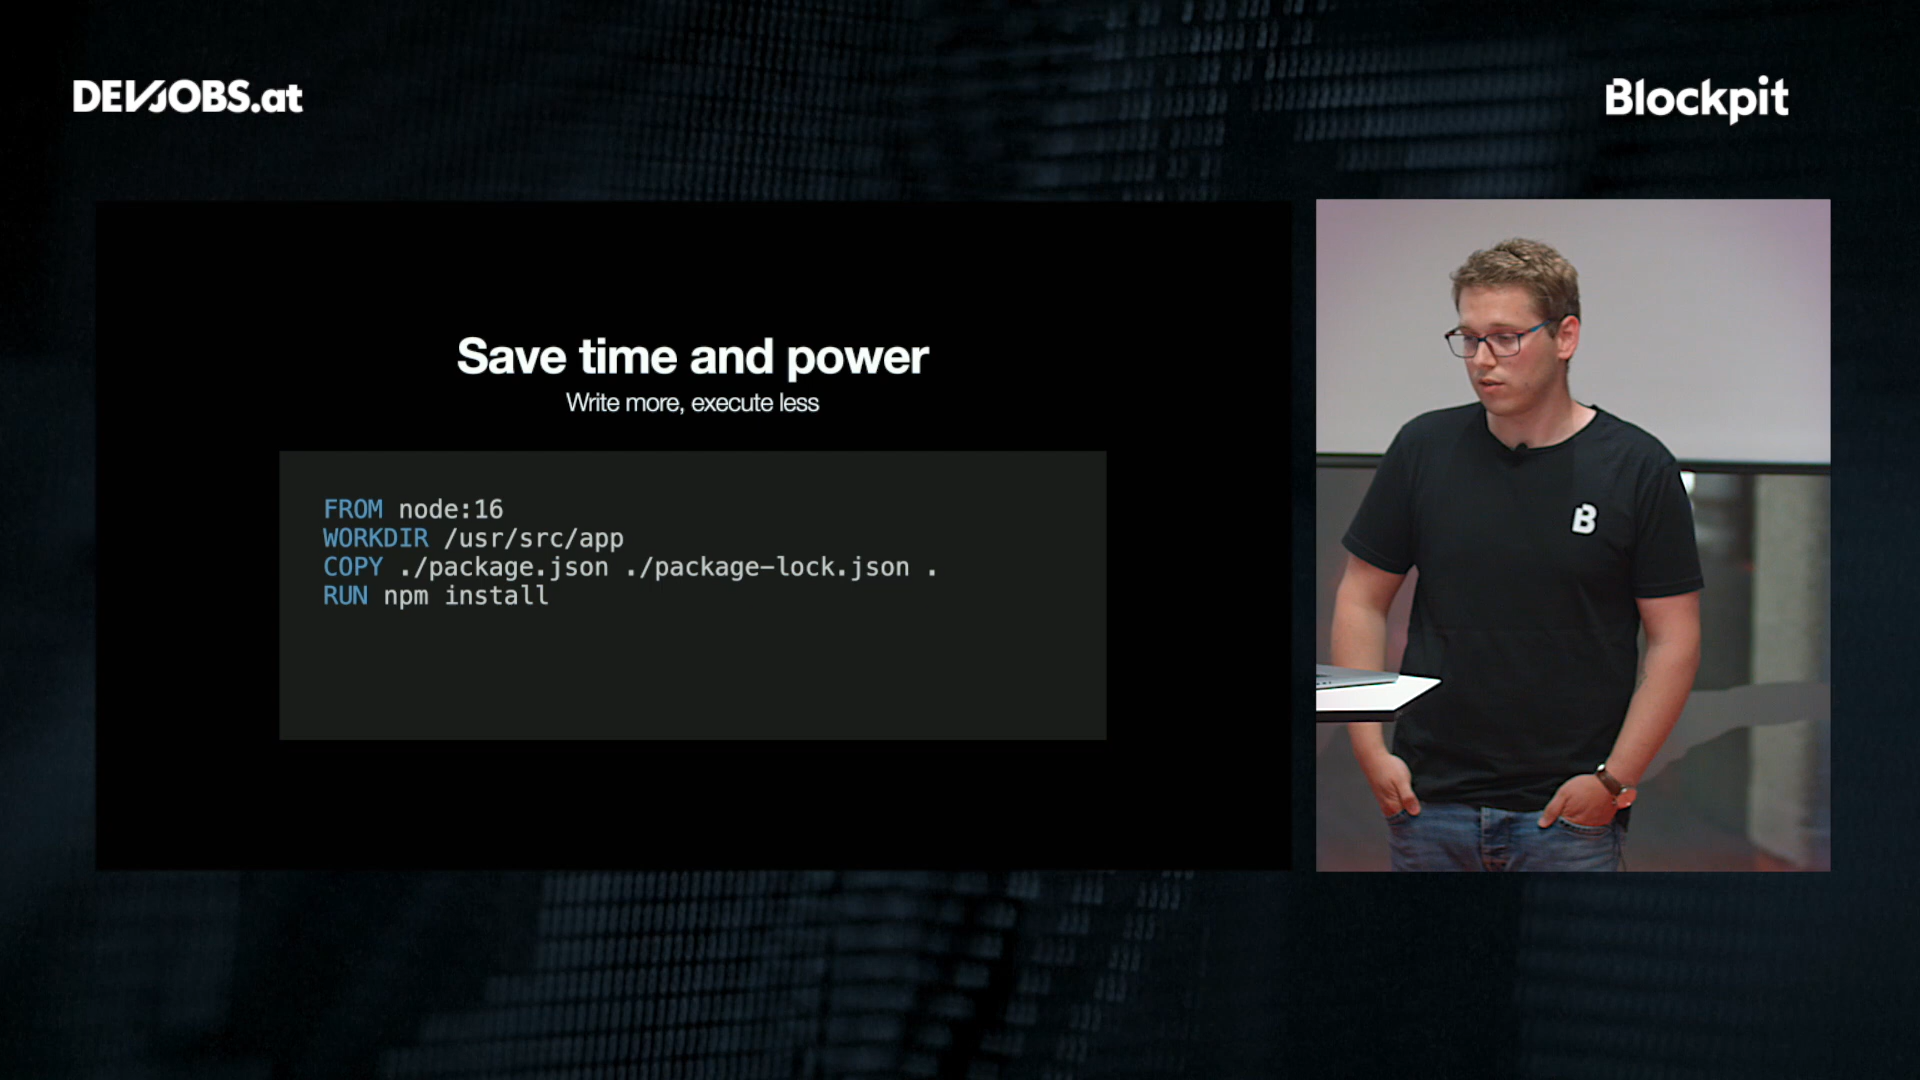 DEVJOBS.at
Blockpit
Save time and power
Write more, execute less
FROM node:16
WORKDIR /usr/src/app
COPY ./package.json ./package-lock.json .
RUN npm install
B